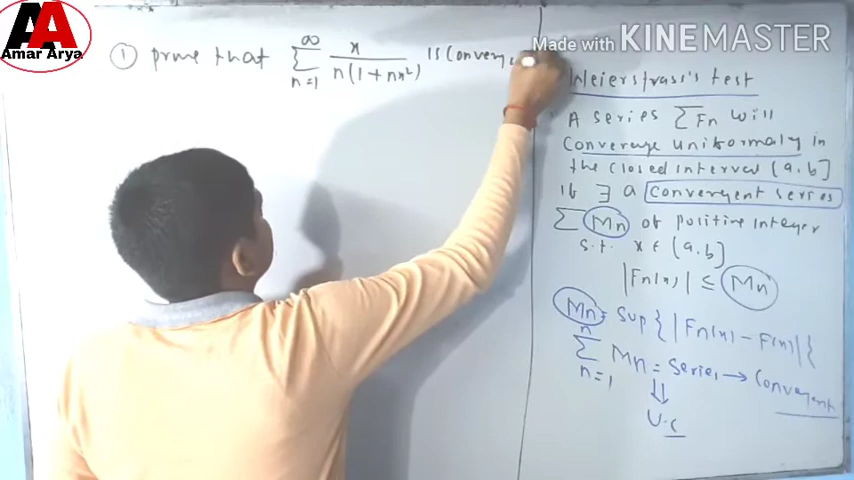 Amar Arya
Made with KINEMASTER
① prove that ∑_{n=1}^{∞} x / n(1+nx²) is Converge
Weierstrass's test
A series ∑Fn will
Converge uniformaly in
the closed interval [a.b]
if ∃ a Convergent series
∑ Mn of positive integer
s.t. x ∈ [a.b]
|Fn(x)| ≤ Mn
Mn = Sup { |Fn(x) - F(x)| {
∑_{n=1}^{n} Mn = Series → Convergent
⇓
U.C